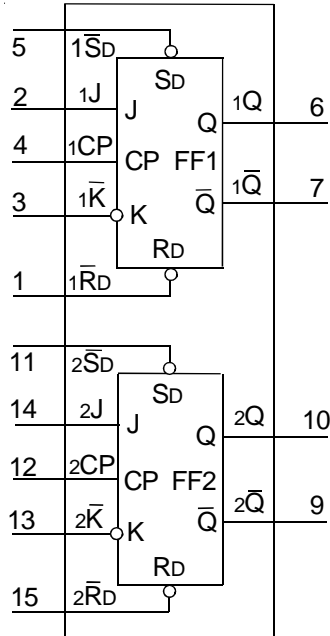 5 1S̅D
SD
2 1J J Q 1Q 6
4 1CP CP FF1
3 1K̅ K Q̅ 1Q̅ 7
RD
1 1R̅D
11 2S̅D
SD
14 2J J Q 2Q 10
12 2CP CP FF2
13 2K̅ K Q̅ 2Q̅ 9
RD
15 2R̅D